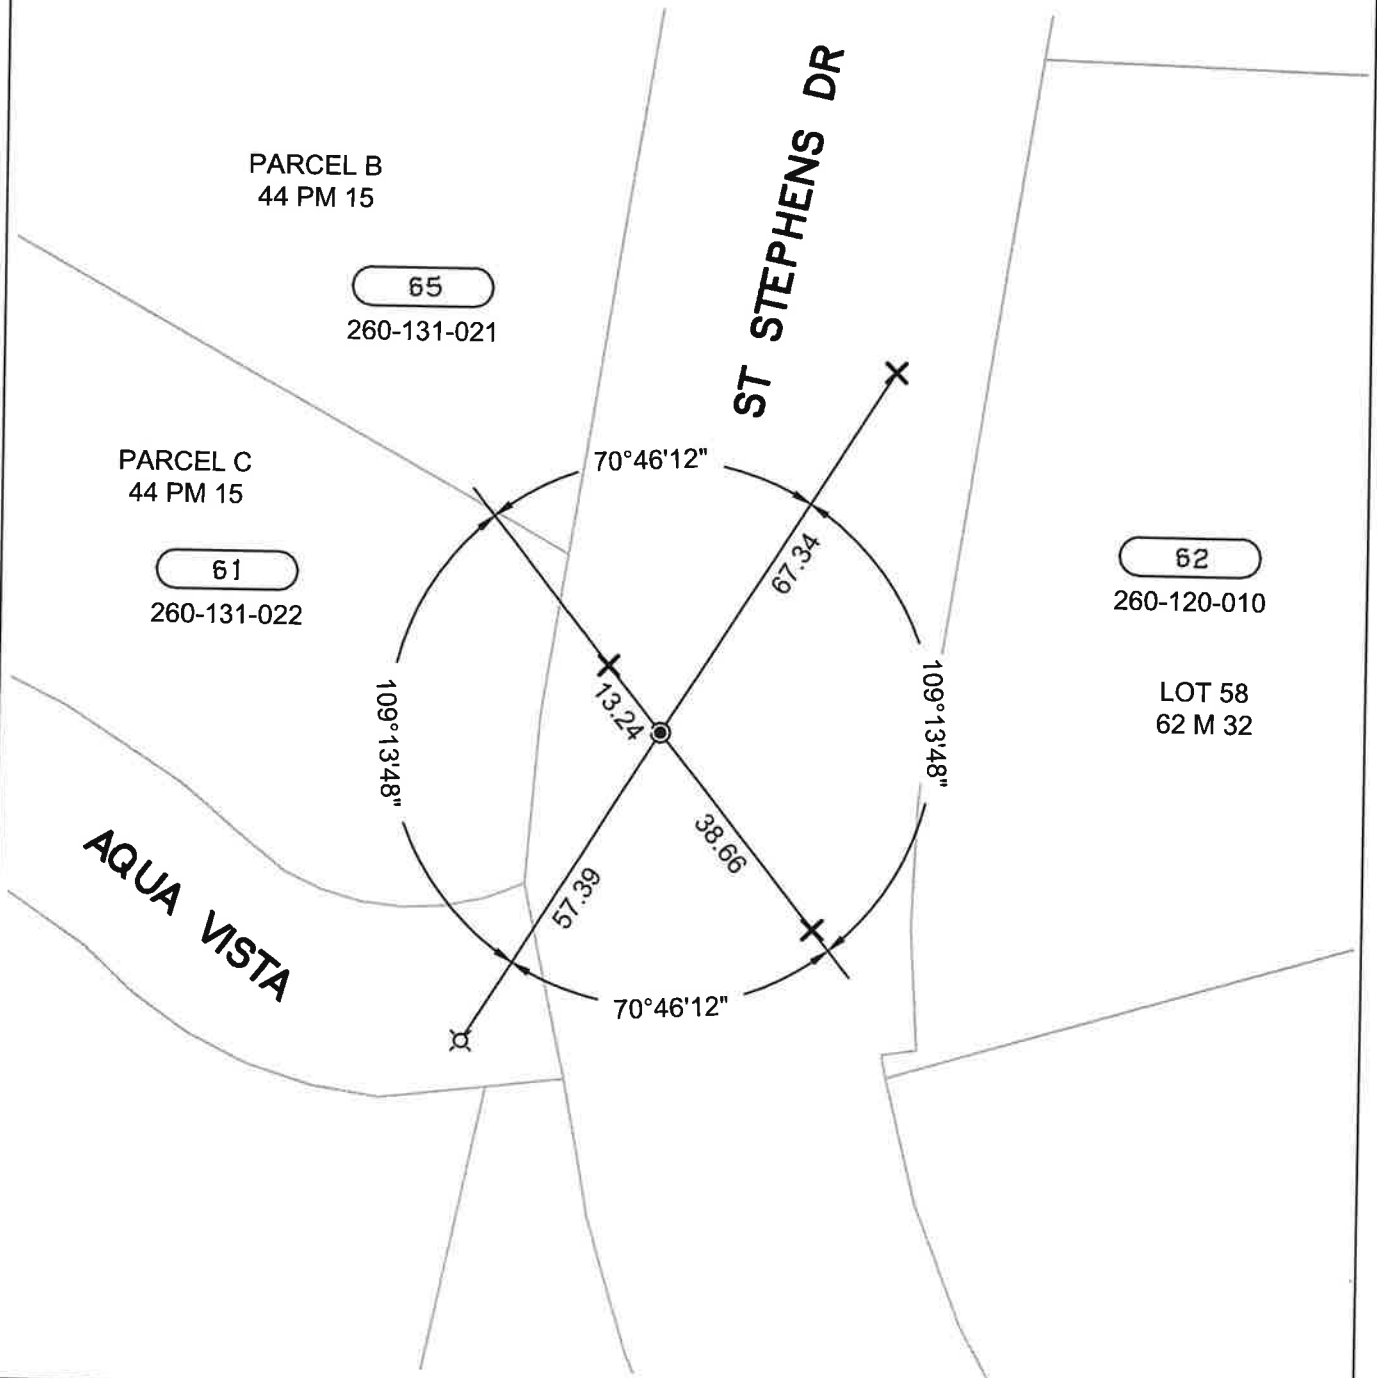 ST STEPHENS DR
PARCEL B
44 PM 15
65
260-131-021
PARCEL C
44 PM 15
61
260-131-022
70°46'12"
67.34
62
260-120-010
LOT 58
62 M 32
109°13'48"
13.24
109°13'48"
38.66
57.39
AQUA VISTA
70°46'12"